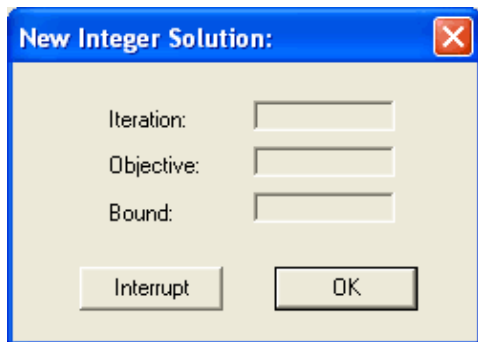 New Integer Solution:
Iteration:
Objective:
Bound:
Interrupt OK